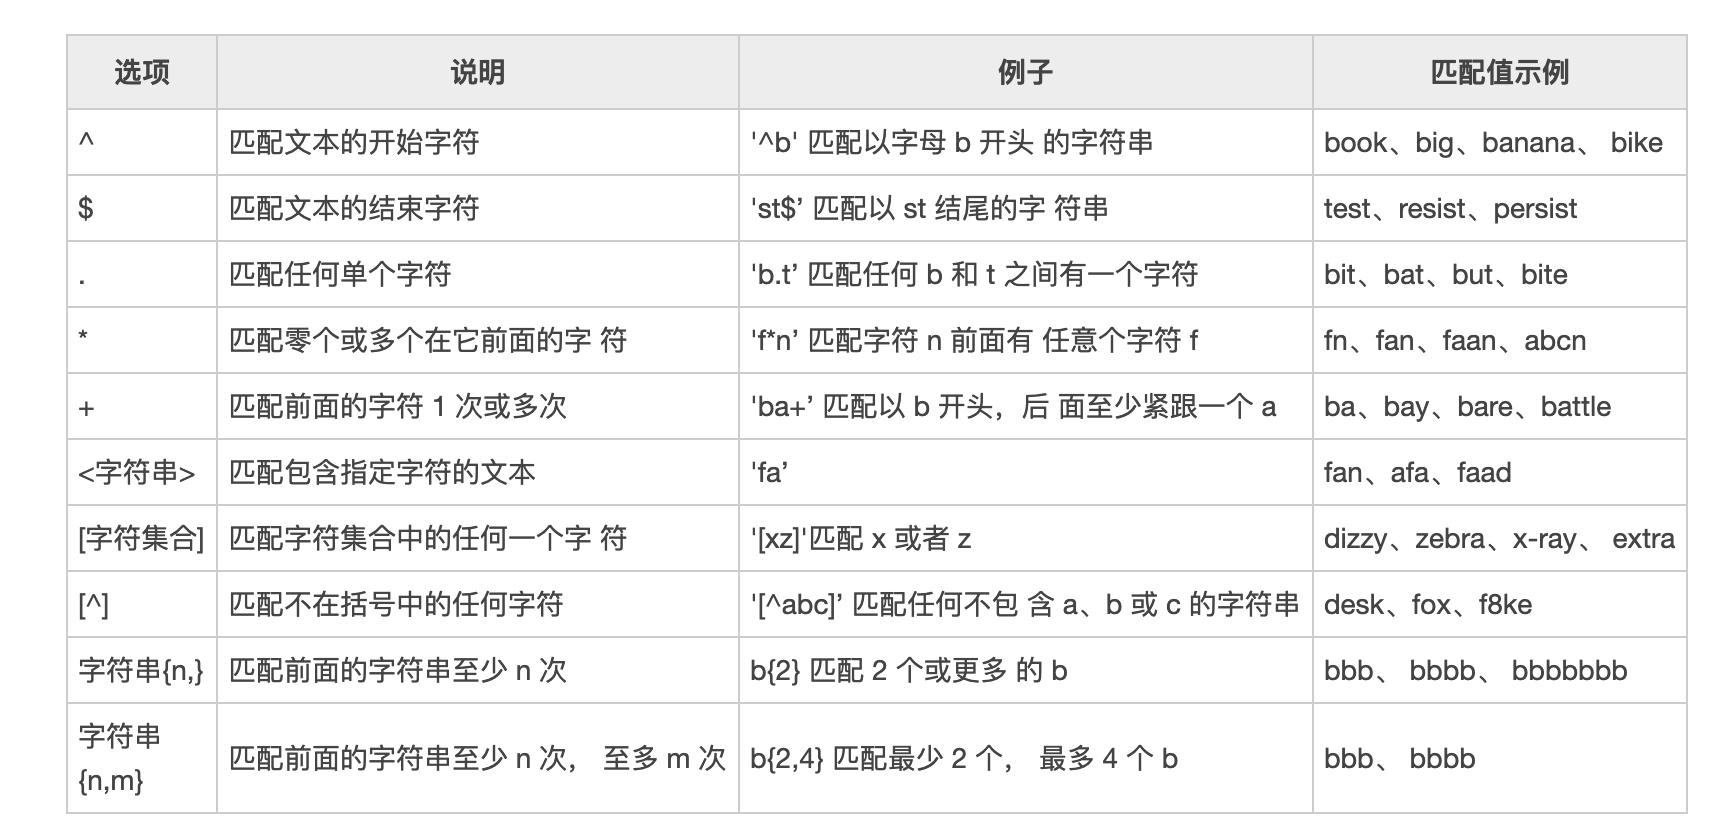 选项 说明 例子 匹配值示例
^ 匹配文本的开始字符 '^b' 匹配以字母 b 开头 的字符串 book、big、banana、 bike
$ 匹配文本的结束字符 'st$’ 匹配以 st 结尾的字 符串 test、resist、persist
. 匹配任何单个字符 'b.t’ 匹配任何 b 和 t 之间有一个字符 bit、bat、but、bite
* 匹配零个或多个在它前面的字 符 'f*n’ 匹配字符 n 前面有 任意个字符 f fn、fan、faan、abcn
+ 匹配前面的字符 1 次或多次 'ba+’ 匹配以 b 开头，后 面至少紧跟一个 a ba、bay、bare、battle
<字符串> 匹配包含指定字符的文本 'fa’ fan、afa、faad
[字符集合] 匹配字符集合中的任何一个字 符 '[xz]'匹配 x 或者 z dizzy、zebra、x-ray、 extra
[^] 匹配不在括号中的任何字符 '[^abc]’ 匹配任何不包 含 a、b 或 c 的字符串 desk、fox、f8ke
字符串{n,} 匹配前面的字符串至少 n 次 b{2} 匹配 2 个或更多 的 b bbb、 bbbb、 bbbbbbb
字符串
{n,m} 匹配前面的字符串至少 n 次， 至多 m 次 b{2,4} 匹配最少 2 个， 最多 4 个 b bbb、 bbbb